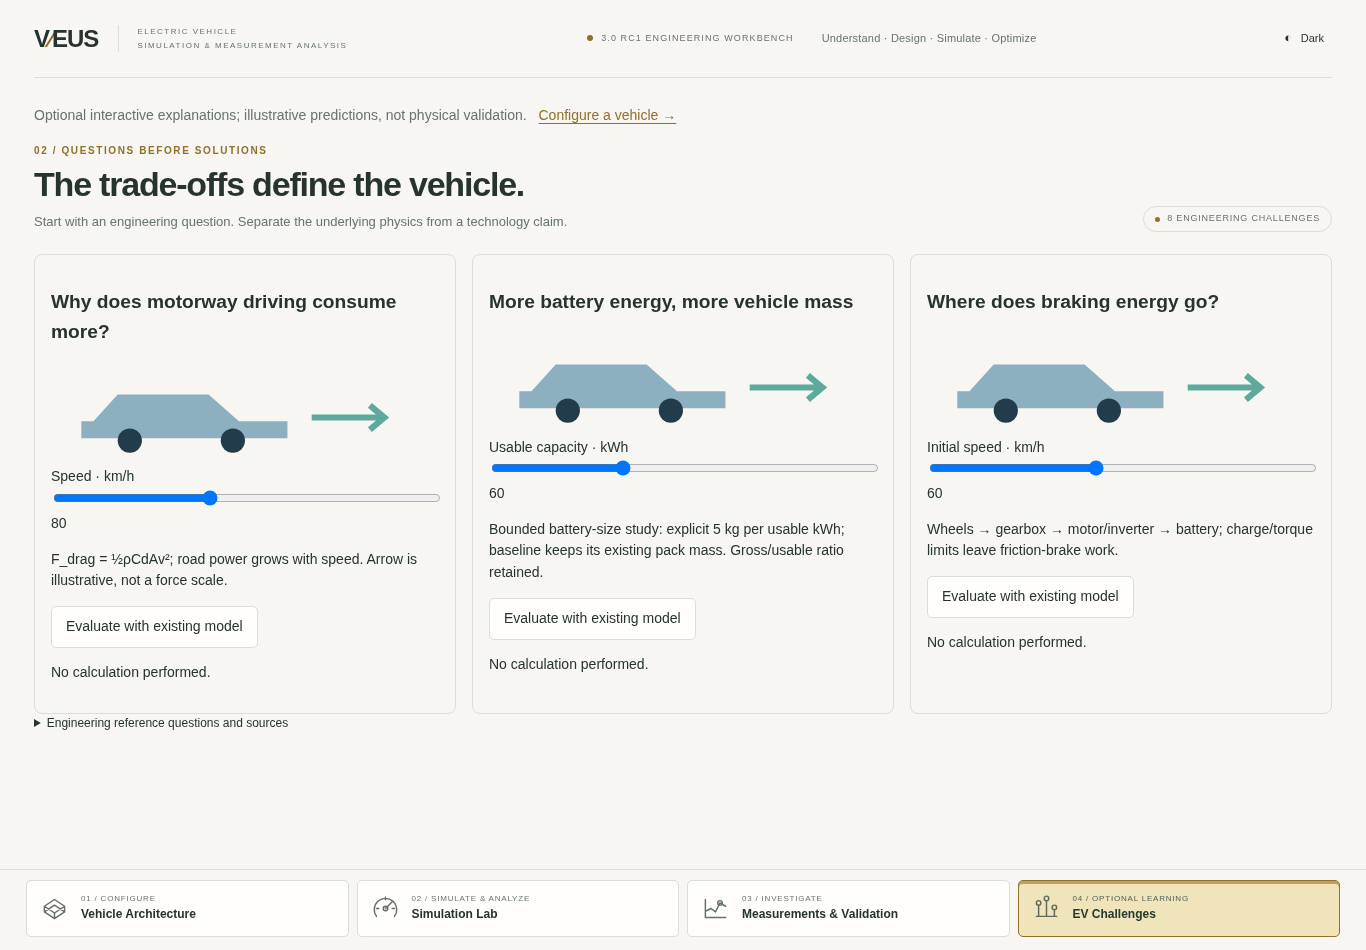 VEUS
ELECTRIC VEHICLE
SIMULATION & MEASUREMENT ANALYSIS
3.0 RC1 ENGINEERING WORKBENCH
Understand · Design · Simulate · Optimize
Dark
Optional interactive explanations; illustrative predictions, not physical validation. Configure a vehicle →
02 / QUESTIONS BEFORE SOLUTIONS
The trade-offs define the vehicle.
Start with an engineering question. Separate the underlying physics from a technology claim.
8 ENGINEERING CHALLENGES
Why does motorway driving consume
more?
Speed · km/h
80
F_drag = ½ρCdAv²; road power grows with speed. Arrow is
illustrative, not a force scale.
Evaluate with existing model
No calculation performed.
More battery energy, more vehicle mass
Usable capacity · kWh
60
Bounded battery-size study: explicit 5 kg per usable kWh;
baseline keeps its existing pack mass. Gross/usable ratio
retained.
Evaluate with existing model
No calculation performed.
Where does braking energy go?
Initial speed · km/h
60
Wheels → gearbox → motor/inverter → battery; charge/torque
limits leave friction-brake work.
Evaluate with existing model
No calculation performed.
Engineering reference questions and sources
01 / CONFIGURE
Vehicle Architecture
02 / SIMULATE & ANALYZE
Simulation Lab
03 / INVESTIGATE
Measurements & Validation
04 / OPTIONAL LEARNING
EV Challenges